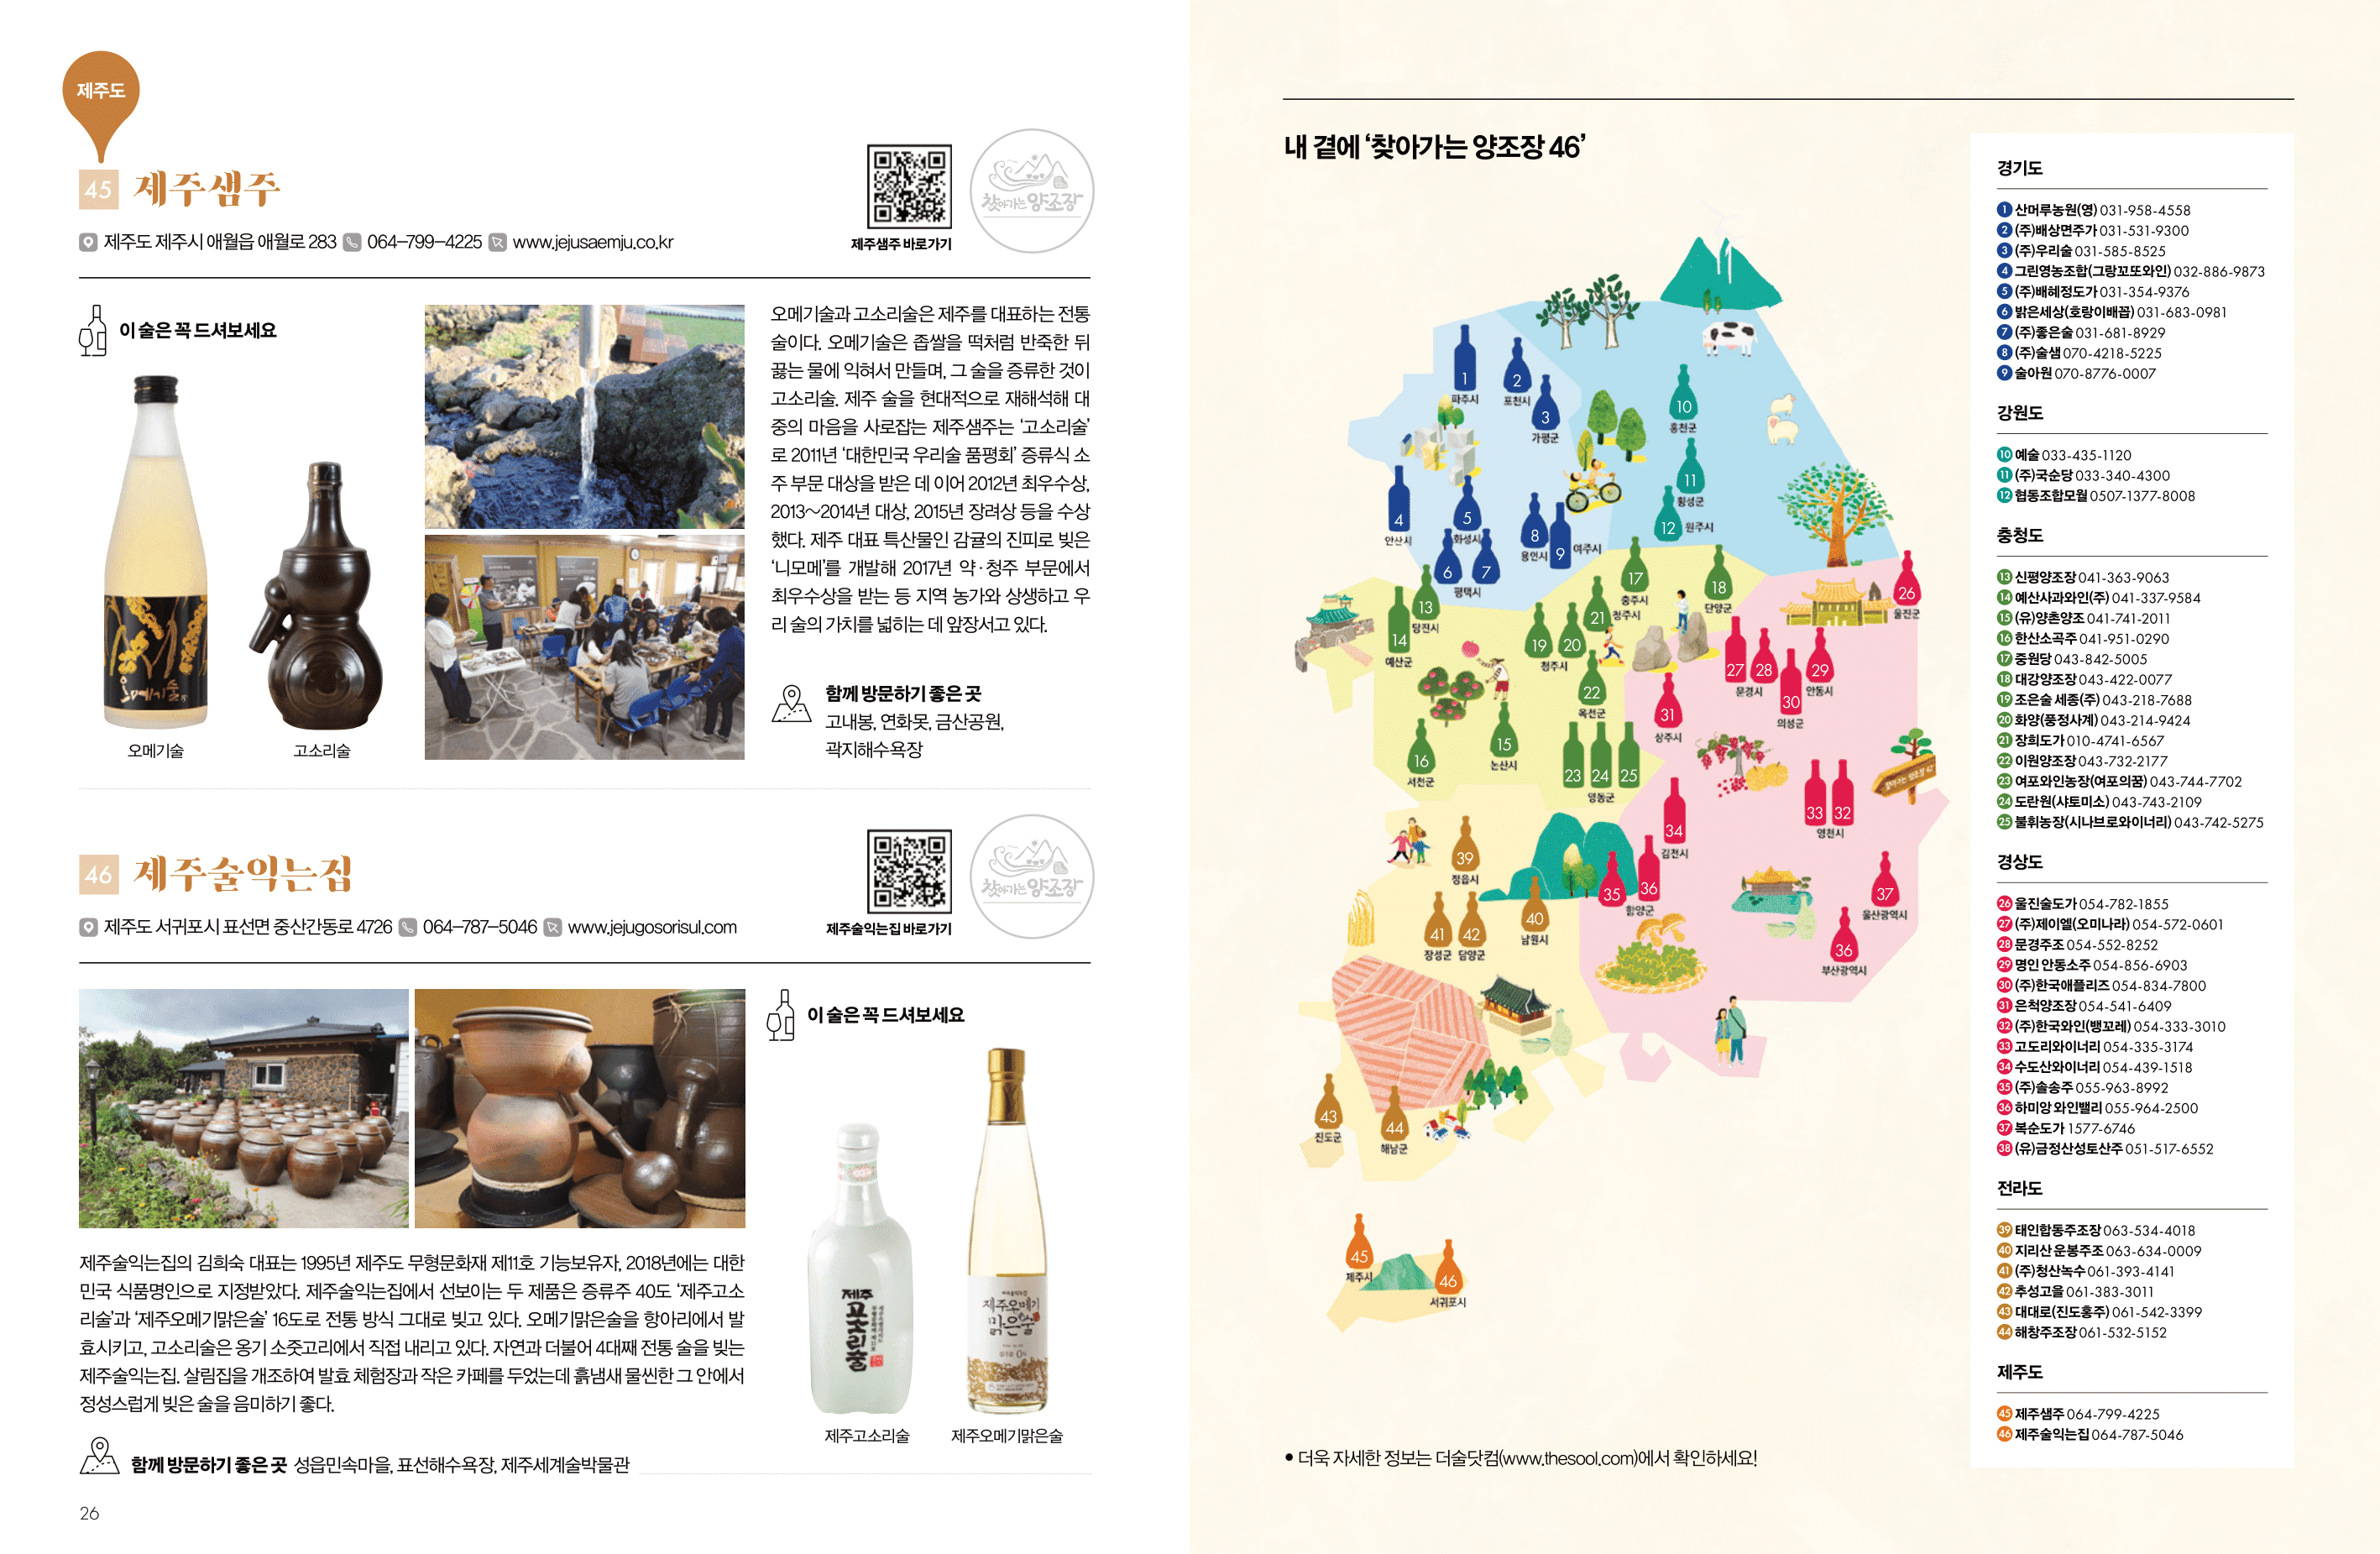 제주도
45 제주샘주
제주도 제주시 애월읍 애월로 283 064-799-4225 www.jejusaemju.co.kr
제주샘주 바로가기
찾아가는 양조장
이 술은 꼭 드셔보세요
오메기술
오메기술
고소리술
오메기술과 고소리술은 제주를 대표하는 전통
술이다. 오메기술은 좁쌀을 떡처럼 반죽한 뒤
끓는 물에 익혀서 만들며, 그 술을 증류한 것이
고소리술. 제주 술을 현대적으로 재해석해 대
중의 마음을 사로잡는 제주샘주는 ‘고소리술’
로 2011년 ‘대한민국 우리술 품평회’ 증류식 소
주 부문 대상을 받은 데 이어 2012년 최우수상,
2013~2014년 대상, 2015년 장려상 등을 수상
했다. 제주 대표 특산물인 감귤의 진피로 빚은
‘니모메’를 개발해 2017년 약·청주 부문에서
최우수상을 받는 등 지역 농가와 상생하고 우
리 술의 가치를 넓히는 데 앞장서고 있다.
함께 방문하기 좋은 곳
고내봉, 연화못, 금산공원,
곽지해수욕장
46 제주술익는집
제주도 서귀포시 표선면 중산간동로 4726 064-787-5046 www.jejugosorisul.com
제주술익는집 바로가기
찾아가는 양조장
이 술은 꼭 드셔보세요
제주
고소리술
제주오메기
맑은술
제주고소리술
제주오메기맑은술
제주술익는집의 김희숙 대표는 1995년 제주도 무형문화재 제11호 기능보유자, 2018년에는 대한
민국 식품명인으로 지정받았다. 제주술익는집에서 선보이는 두 제품은 증류주 40도 ‘제주고소
리술’과 ‘제주오메기맑은술’ 16도로 전통 방식 그대로 빚고 있다. 오메기맑은술을 항아리에서 발
효시키고, 고소리술은 옹기 소줏고리에서 직접 내리고 있다. 자연과 더불어 4대째 전통 술을 빚는
제주술익는집. 살림집을 개조하여 발효 체험장과 작은 카페를 두었는데 흙냄새 물씬한 그 안에서
정성스럽게 빚은 술을 음미하기 좋다.
함께 방문하기 좋은 곳 성읍민속마을, 표선해수욕장, 제주세계술박물관
26
내 곁에 ‘찾아가는 양조장 46’
1
파주시
2
포천시
3
가평군
10
홍천군
11
횡성군
12 원주시
4
안산시
5
화성시
6 7
평택시
8
용인시
9 여주시
13
당진시
14
예산군
17
충주시
18
단양군
21 청주시
19 20
청주시
22
옥천군
15
논산시
16
서천군
23 24 25
영동군
26
울진군
27 28
문경시
29
안동시
30
의성군
31
상주시
33 32
영천시
34
김천시
35 36
함양군
37
울산광역시
36
부산광역시
39
정읍시
40
남원시
41
장성군
42
담양군
43
진도군
44
해남군
45
제주시
46
서귀포시
더욱 자세한 정보는 더술닷컴(www.thesool.com)에서 확인하세요!
경기도
1 산머루농원(영) 031-958-4558
2 (주)배상면주가 031-531-9300
3 (주)우리술 031-585-8525
4 그린영농조합(그랑꼬또와인) 032-886-9873
5 (주)배혜정도가 031-354-9376
6 밝은세상(호랑이배꼽) 031-683-0981
7 (주)좋은술 031-681-8929
8 (주)술샘 070-4218-5225
9 술아원 070-8776-0007
강원도
10 예술 033-435-1120
11 (주)국순당 033-340-4300
12 협동조합모월 0507-1377-8008
충청도
13 신평양조장 041-363-9063
14 예산사과와인(주) 041-337-9584
15 (유)양촌양조 041-741-2011
16 한산소곡주 041-951-0290
17 중원당 043-842-5005
18 대강양조장 043-422-0077
19 조은술 세종(주) 043-218-7688
20 화양(풍정사계) 043-214-9424
21 장희도가 010-4741-6567
22 이원양조장 043-732-2177
23 여포와인농장(여포의꿈) 043-744-7702
24 도란원(샤토미소) 043-743-2109
25 불휘농장(시나브로와이너리) 043-742-5275
경상도
26 울진술도가 054-782-1855
27 (주)제이엘(오미나라) 054-572-0601
28 문경주조 054-552-8252
29 명인 안동소주 054-856-6903
30 (주)한국애플리즈 054-834-7800
31 은척양조장 054-541-6409
32 (주)한국와인(뱅꼬레) 054-333-3010
33 고도리와이너리 054-335-3174
34 수도산와이너리 054-439-1518
35 (주)솔송주 055-963-8992
36 하미앙 와인밸리 055-964-2500
37 복순도가 1577-6746
38 (유)금정산성토산주 051-517-6552
전라도
39 태인합동주조장 063-534-4018
40 지리산 운봉주조 063-634-0009
41 (주)청산녹수 061-393-4141
42 추성고을 061-383-3011
43 대대로(진도홍주) 061-542-3399
44 해창주조장 061-532-5152
제주도
45 제주샘주 064-799-4225
46 제주술익는집 064-787-5046